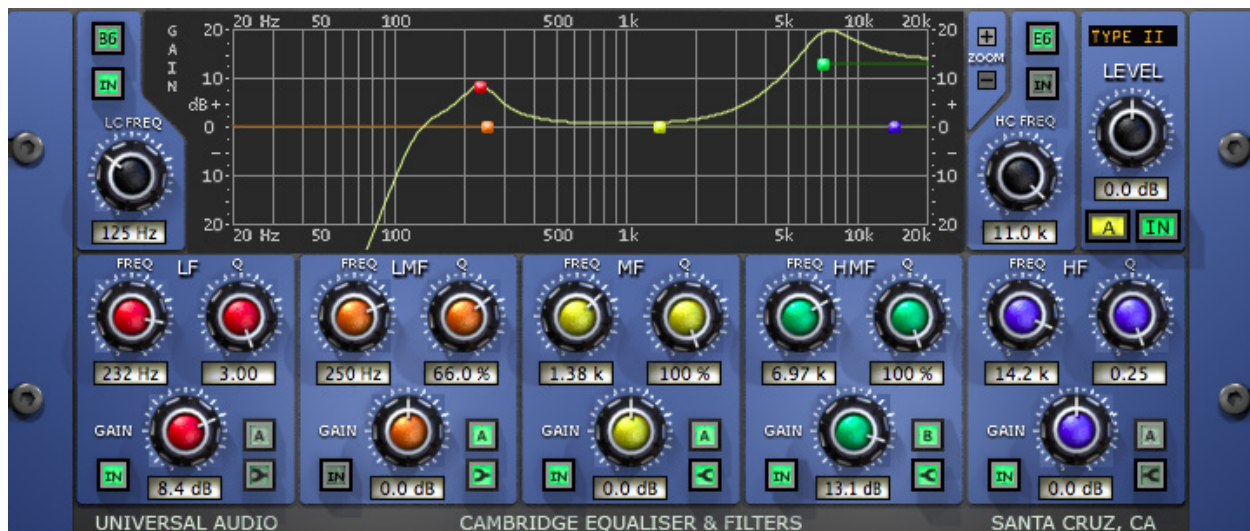 B6
IN
LC FREQ
125 Hz
GAIN
20 Hz 50 100 500 1k 5k 10k 20k
20 20
10 10
dB + +
0 0
– –
10 10
20 20
20 Hz 50 100 500 1k 5k 10k 20k
+
ZOOM
–
E6
IN
HC FREQ
11.0 k
TYPE II
LEVEL
0.0 dB
A IN
FREQ LF Q
232 Hz 3.00
GAIN
A
IN
8.4 dB
FREQ LMF Q
250 Hz 66.0 %
GAIN
A
IN
0.0 dB
FREQ MF Q
1.38 k 100 %
GAIN
A
IN
0.0 dB
FREQ HMF Q
6.97 k 100 %
GAIN
B
IN
13.1 dB
FREQ HF Q
14.2 k 0.25
GAIN
A
IN
0.0 dB
UNIVERSAL AUDIO CAMBRIDGE EQUALISER & FILTERS SANTA CRUZ, CA